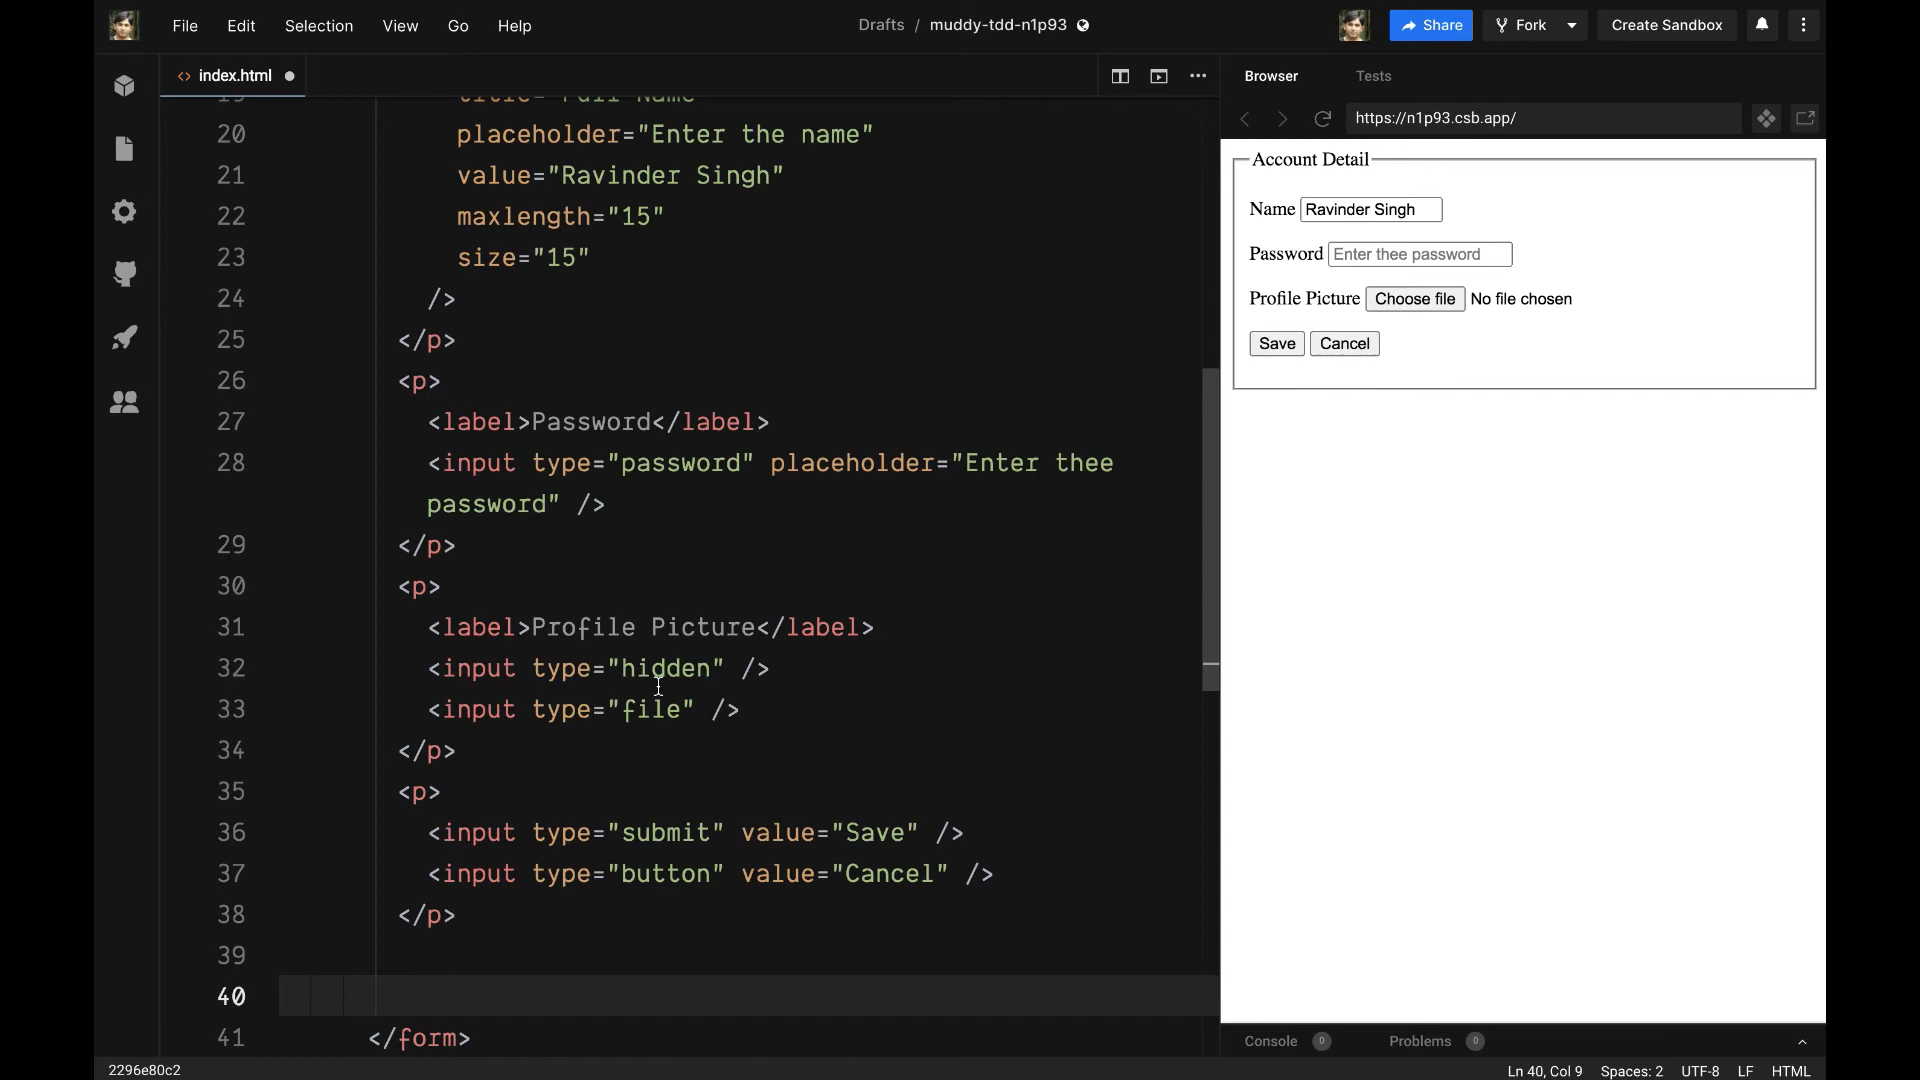 File Edit Selection View Go Help
Drafts / muddy-tdd-n1p93
Share Fork Create Sandbox
<> index.html
title="Full Name"
20 placeholder="Enter the name"
21 value="Ravinder Singh"
22 maxlength="15"
23 size="15"
24 />
25 </p>
26 <p>
27 <label>Password</label>
28 <input type="password" placeholder="Enter thee
password" />
29 </p>
30 <p>
31 <label>Profile Picture</label>
32 <input type="hidden" />
33 <input type="file" />
34 </p>
35 <p>
36 <input type="submit" value="Save" />
37 <input type="button" value="Cancel" />
38 </p>
39
40
41 </form>
Browser Tests
https://n1p93.csb.app/
Account Detail
Name Ravinder Singh
Password Enter thee password
Profile Picture Choose file No file chosen
Save Cancel
Console 0 Problems 0
2296e80c2
Ln 40, Col 9 Spaces: 2 UTF-8 LF HTML